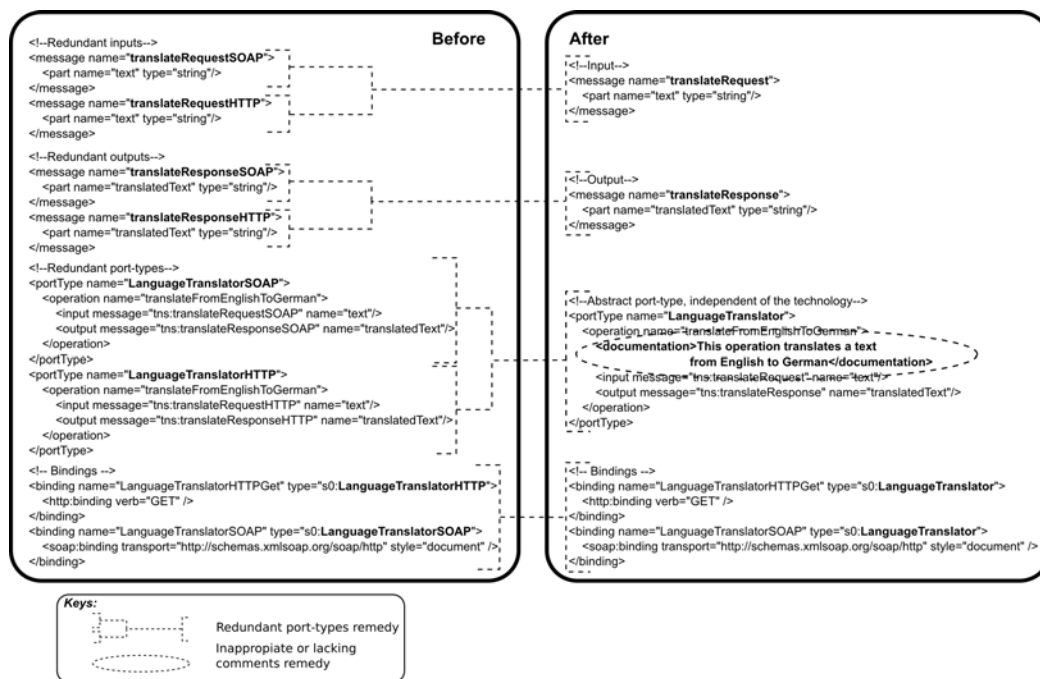 Before
<!--Redundant inputs-->
<message name="translateRequestSOAP">
<part name="text" type="string"/>
</message>
<message name="translateRequestHTTP">
<part name="text" type="string"/>
</message>
<!--Redundant outputs-->
<message name="translateResponseSOAP">
<part name="translatedText" type="string"/>
</message>
<message name="translateResponseHTTP">
<part name="translatedText" type="string"/>
</message>
<!--Redundant port-types-->
<portType name="LanguageTranslatorSOAP">
<operation name="translateFromEnglishToGerman">
<input message="tns:translateRequestSOAP" name="text"/>
<output message="tns:translateResponseSOAP" name="translatedText"/>
</operation>
</portType>
<portType name="LanguageTranslatorHTTP">
<operation name="translateFromEnglishToGerman">
<input message="tns:translateRequestHTTP" name="text"/>
<output message="tns:translateResponseHTTP" name="translatedText"/>
</operation>
</portType>
<!-- Bindings -->
<binding name="LanguageTranslatorHTTPGet" type="s0:LanguageTranslatorHTTP">
<http:binding verb="GET" />
</binding>
<binding name="LanguageTranslatorSOAP" type="s0:LanguageTranslatorSOAP">
<soap:binding transport="http://schemas.xmlsoap.org/soap/http" style="document" />
</binding>
After
<!--Input-->
<message name="translateRequest">
<part name="text" type="string"/>
</message>
<!--Output-->
<message name="translateResponse">
<part name="translatedText" type="string"/>
</message>
<!--Abstract port-type, independent of the technology-->
<portType name="LanguageTranslator">
<operation name="translateFromEnglishToGerman">
<documentation>This operation translates a text
from English to German</documentation>
<input message="tns:translateRequest" name="text"/>
<output message="tns:translateResponse" name="translatedText"/>
</operation>
</portType>
<!-- Bindings -->
<binding name="LanguageTranslatorHTTPGet" type="s0:LanguageTranslator">
<http:binding verb="GET" />
</binding>
<binding name="LanguageTranslatorSOAP" type="s0:LanguageTranslator">
<soap:binding transport="http://schemas.xmlsoap.org/soap/http" style="document" />
</binding>
Keys:
Redundant port-types remedy
Inappropiate or lacking
comments remedy